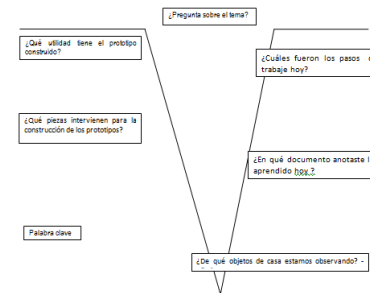 ¿Pregunta sobre el tema?
¿Qué utilidad tiene el prototipo
construido?
¿Cuáles fueron los pasos
trabaje hoy?
¿Qué piezas intervienen para la
construcción de los prototipos?
¿En qué documento anotaste
aprendido hoy ?
Palabra clave
¿De qué objetos de casa estamos observando? -